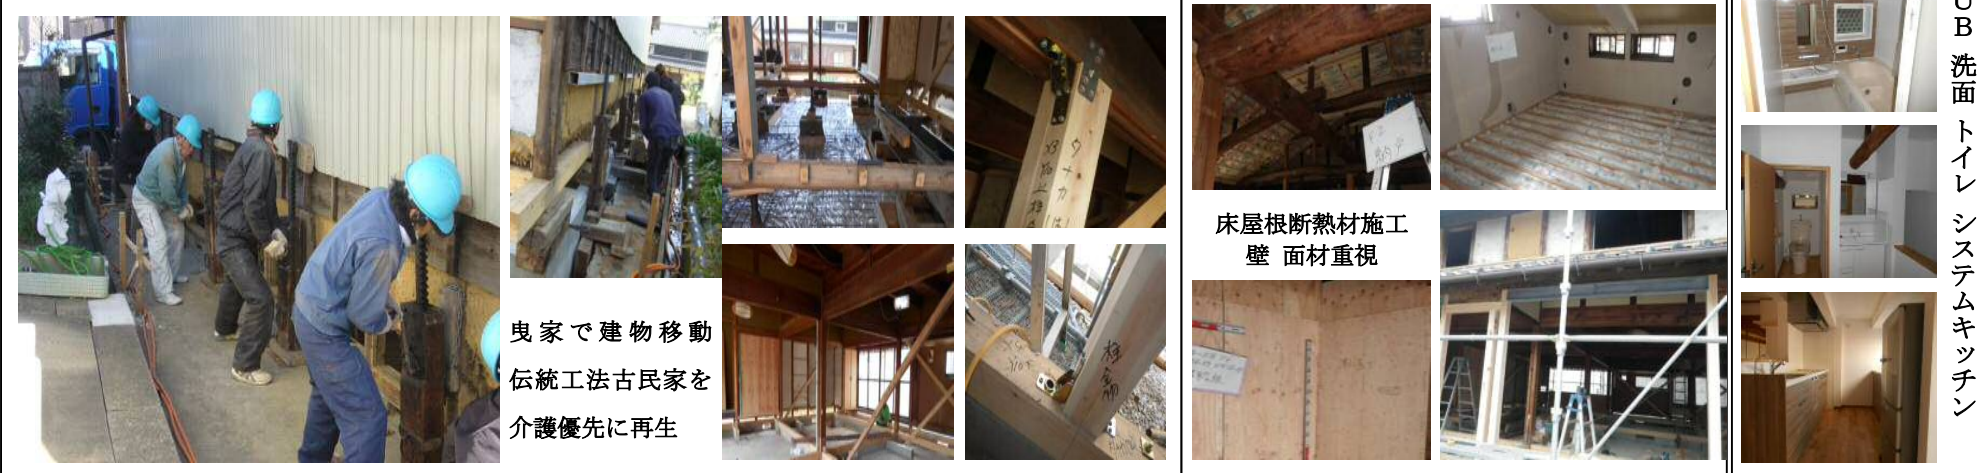 曳家で建物移動
伝統工法古民家を
介護優先に再生
床屋根断熱材施工
壁 面材重視
UB 洗面 トイレ システムキッチン